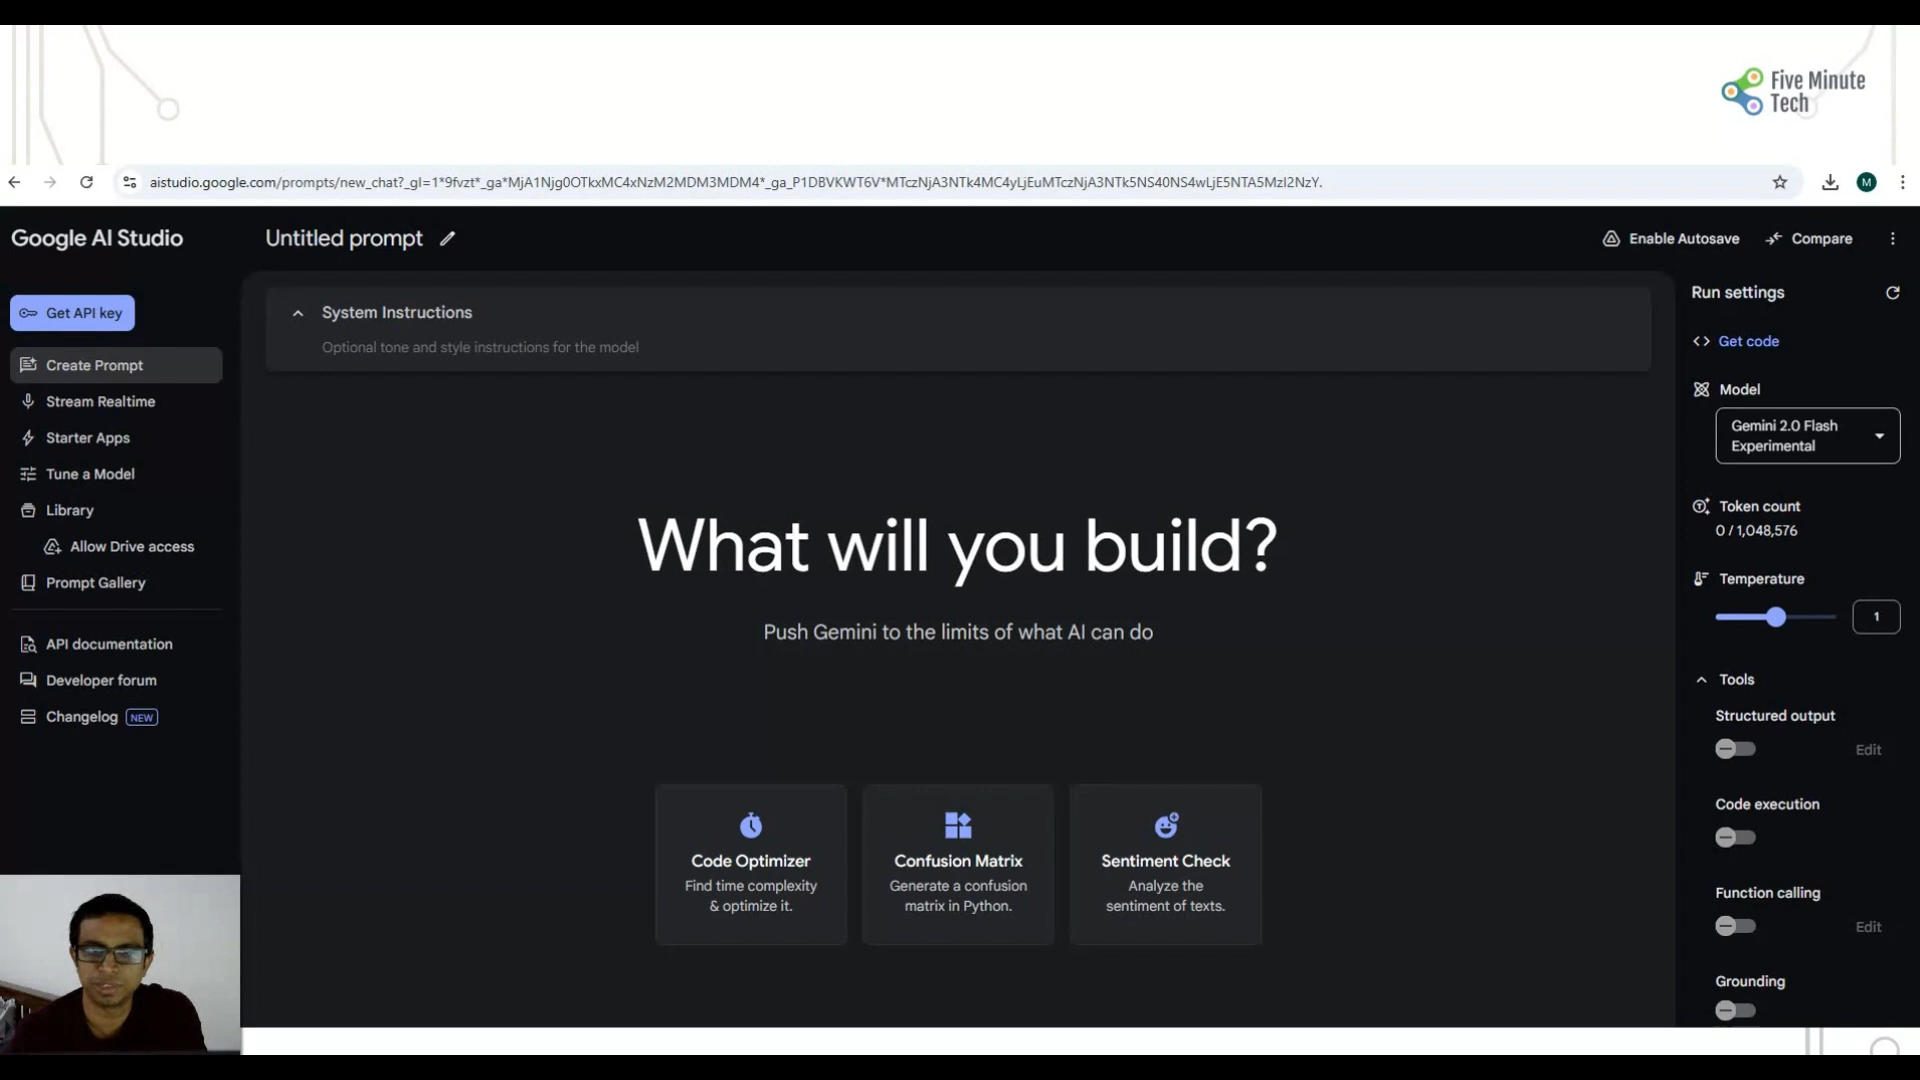 Five Minute
Tech
aistudio.google.com/prompts/new_chat?_gl=1*9fvzt*_ga*MjA1Njg0OTkxMC4xNzM2MDM3MDM4*_ga_P1DBVKWT6V*MTczNjA3NTk4MC4yLjEuMTczNjA3NTk5NS40NS4wLjE5NTA5MzI2NzY.
M
Google AI Studio
Untitled prompt
Enable Autosave
Compare
Get API key
Create Prompt
Stream Realtime
Starter Apps
Tune a Model
Library
Allow Drive access
Prompt Gallery
API documentation
Developer forum
Changelog NEW
System Instructions
Optional tone and style instructions for the model
What will you build?
Push Gemini to the limits of what AI can do
Code Optimizer
Find time complexity
& optimize it.
Confusion Matrix
Generate a confusion
matrix in Python.
Sentiment Check
Analyze the
sentiment of texts.
Run settings
Get code
Model
Gemini 2.0 Flash
Experimental
Token count
0 / 1,048,576
Temperature
1
Tools
Structured output
Edit
Code execution
Function calling
Edit
Grounding